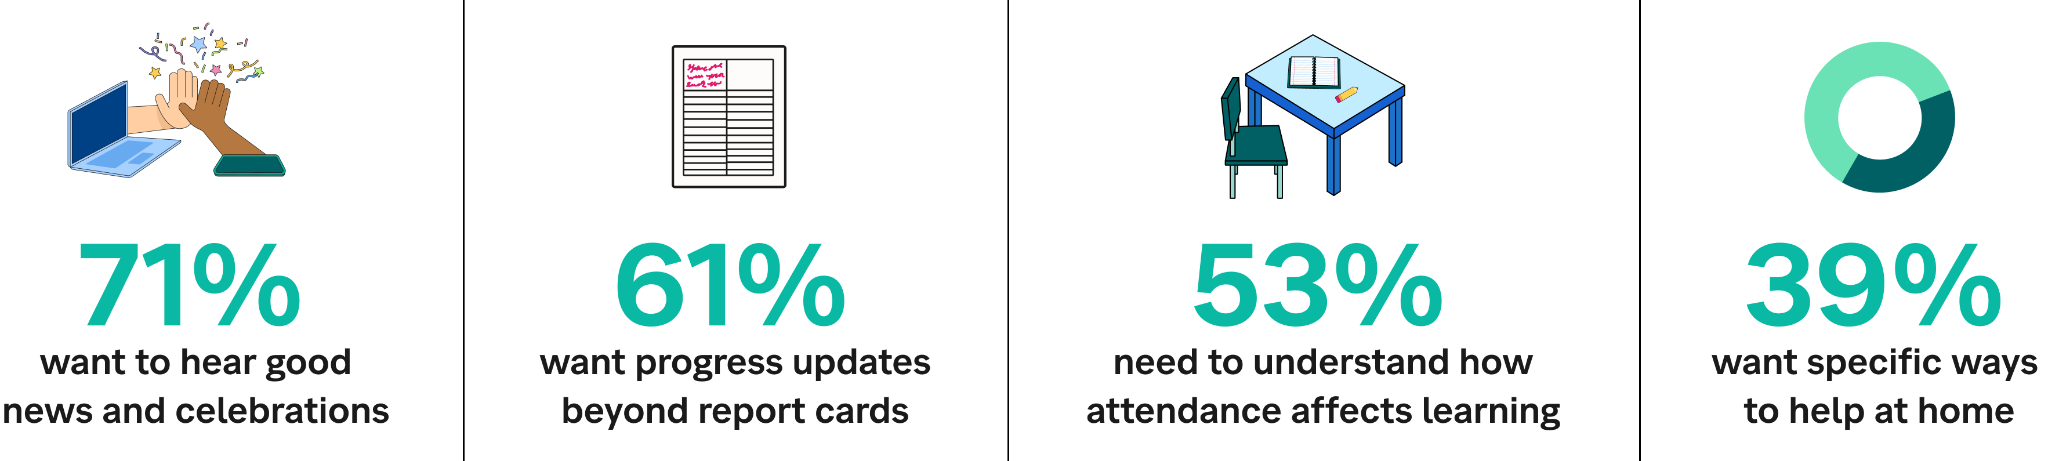 71%
want to hear good
news and celebrations
61%
want progress updates
beyond report cards
53%
need to understand how
attendance affects learning
39%
want specific ways
to help at home